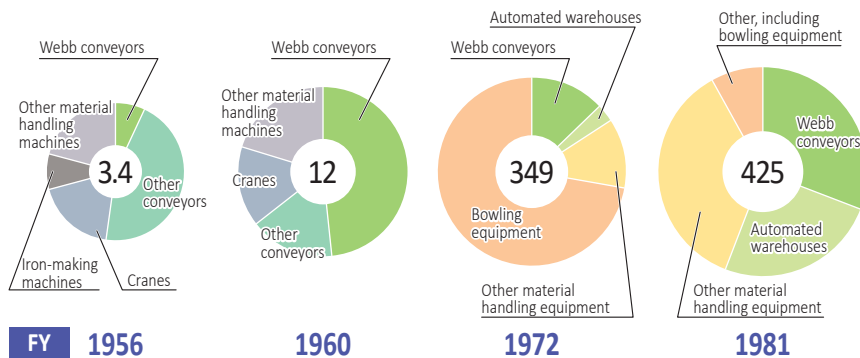 Webb conveyors
Other material
handling
machines
3.4
Other
conveyors
Iron-making
machines
Cranes
Webb conveyors
Other material
handling
machines
12
Cranes
Other
conveyors
Automated warehouses
Webb conveyors
349
Bowling
equipment
Other material
handling equipment
Other, including
bowling equipment
Webb
conveyors
425
Automated
warehouses
Other material
handling equipment
FY
1956
1960
1972
1981